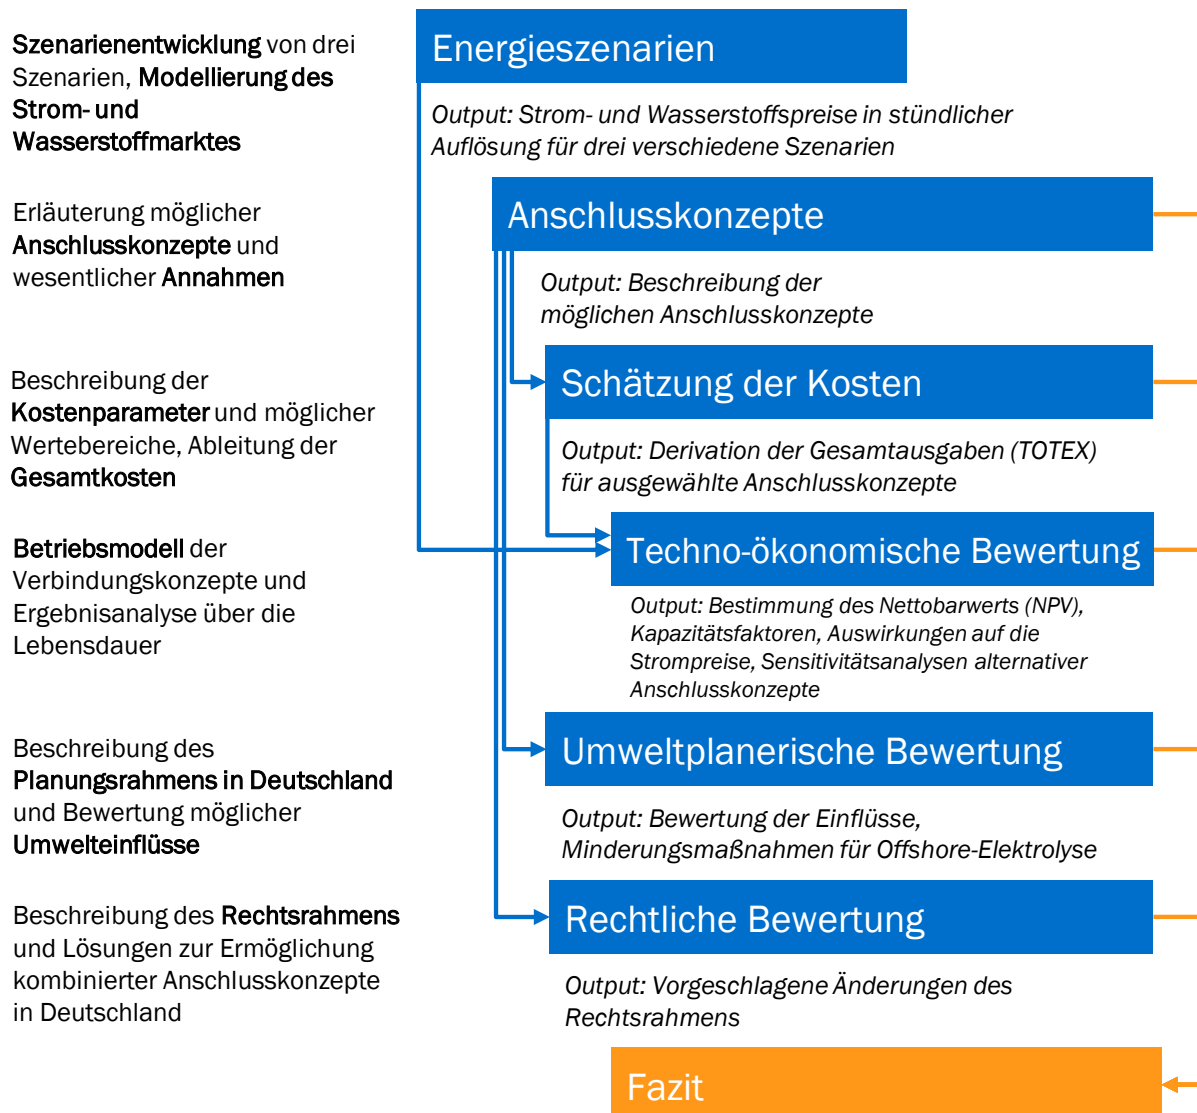 Szenarienentwicklung von drei
Szenarien, Modellierung des
Strom- und
Wasserstoffmarktes
Energieszenarien
Output: Strom- und Wasserstoffspreise in stündlicher
Auflösung für drei verschiedene Szenarien
Erläuterung möglicher
Anschlusskonzepte und
wesentlicher Annahmen
Anschlusskonzepte
Output: Beschreibung der
möglichen Anschlusskonzepte
Beschreibung der
Kostenparameter und möglicher
Wertebereiche, Ableitung der
Gesamtkosten
Schätzung der Kosten
Output: Derivation der Gesamtausgaben (TOTEX)
für ausgewählte Anschlusskonzepte
Betriebsmodell der
Verbindungskonzepte und
Ergebnisanalyse über die
Lebensdauer
Techno-ökonomische Bewertung
Output: Bestimmung des Nettobarwerts (NPV),
Kapazitätsfaktoren, Auswirkungen auf die
Strompreise, Sensitivitätsanalysen alternativer
Anschlusskonzepte
Beschreibung des
Planungsrahmens in Deutschland
und Bewertung möglicher
Umwelteinflüsse
Umweltplanerische Bewertung
Output: Bewertung der Einflüsse,
Minderungsmaßnahmen für Offshore-Elektrolyse
Beschreibung des Rechtsrahmens
und Lösungen zur Ermöglichung
kombinierter Anschlusskonzepte
in Deutschland
Rechtliche Bewertung
Output: Vorgeschlagene Änderungen des
Rechtsrahmens
Fazit